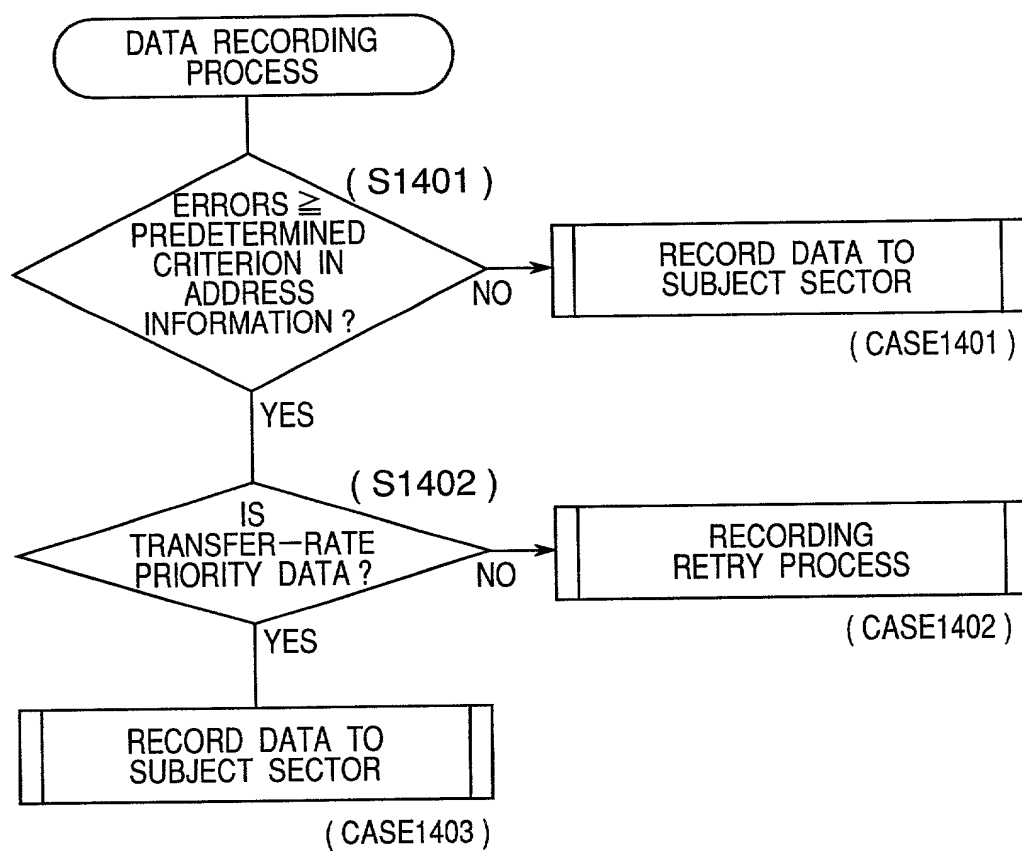 DATA RECORDING
PROCESS
( S1401 )
ERRORS ≧
PREDETERMINED
CRITERION IN
ADDRESS
INFORMATION ?
NO
RECORD DATA TO
SUBJECT SECTOR
( CASE1401 )
YES
( S1402 )
IS
TRANSFER-RATE
PRIORITY DATA ?
NO
RECORDING
RETRY PROCESS
( CASE1402 )
YES
RECORD DATA TO
SUBJECT SECTOR
( CASE1403 )